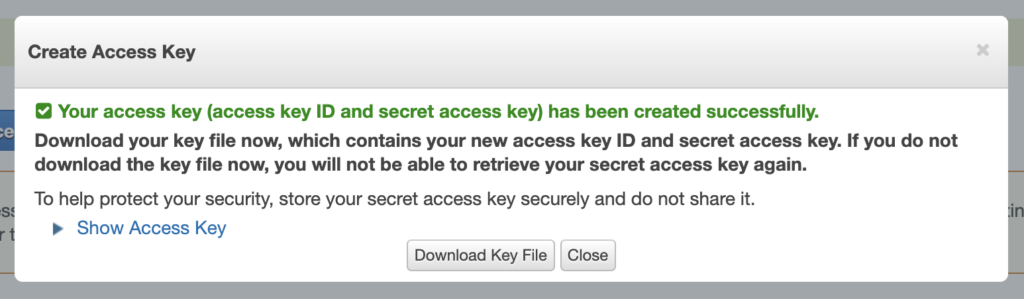 Create Access Key
Your access key (access key ID and secret access key) has been created successfully.
Download your key file now, which contains your new access key ID and secret access key. If you do not
download the key file now, you will not be able to retrieve your secret access key again.
To help protect your security, store your secret access key securely and do not share it.
Show Access Key
Download Key File
Close